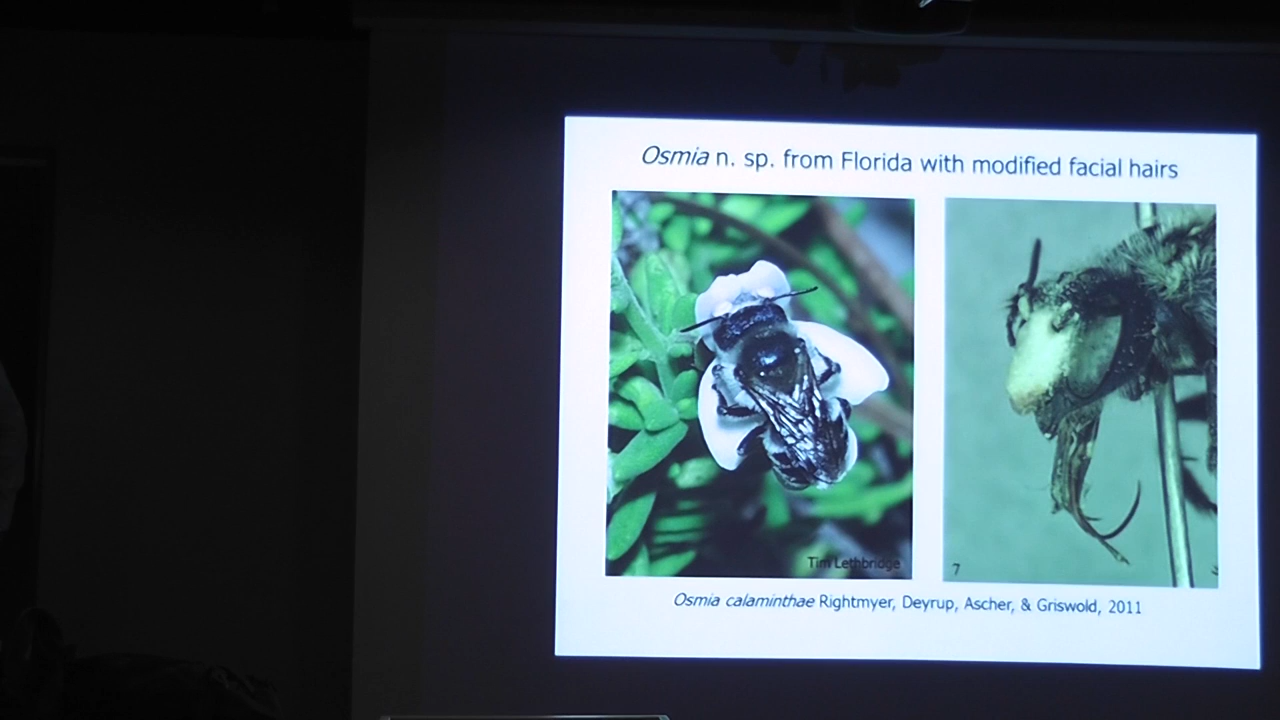 Osmia n. sp. from Florida with modified facial hairs
Tim Lethbridge
7
Osmia calaminthae Rightmyer, Deyrup, Ascher, & Griswold, 2011